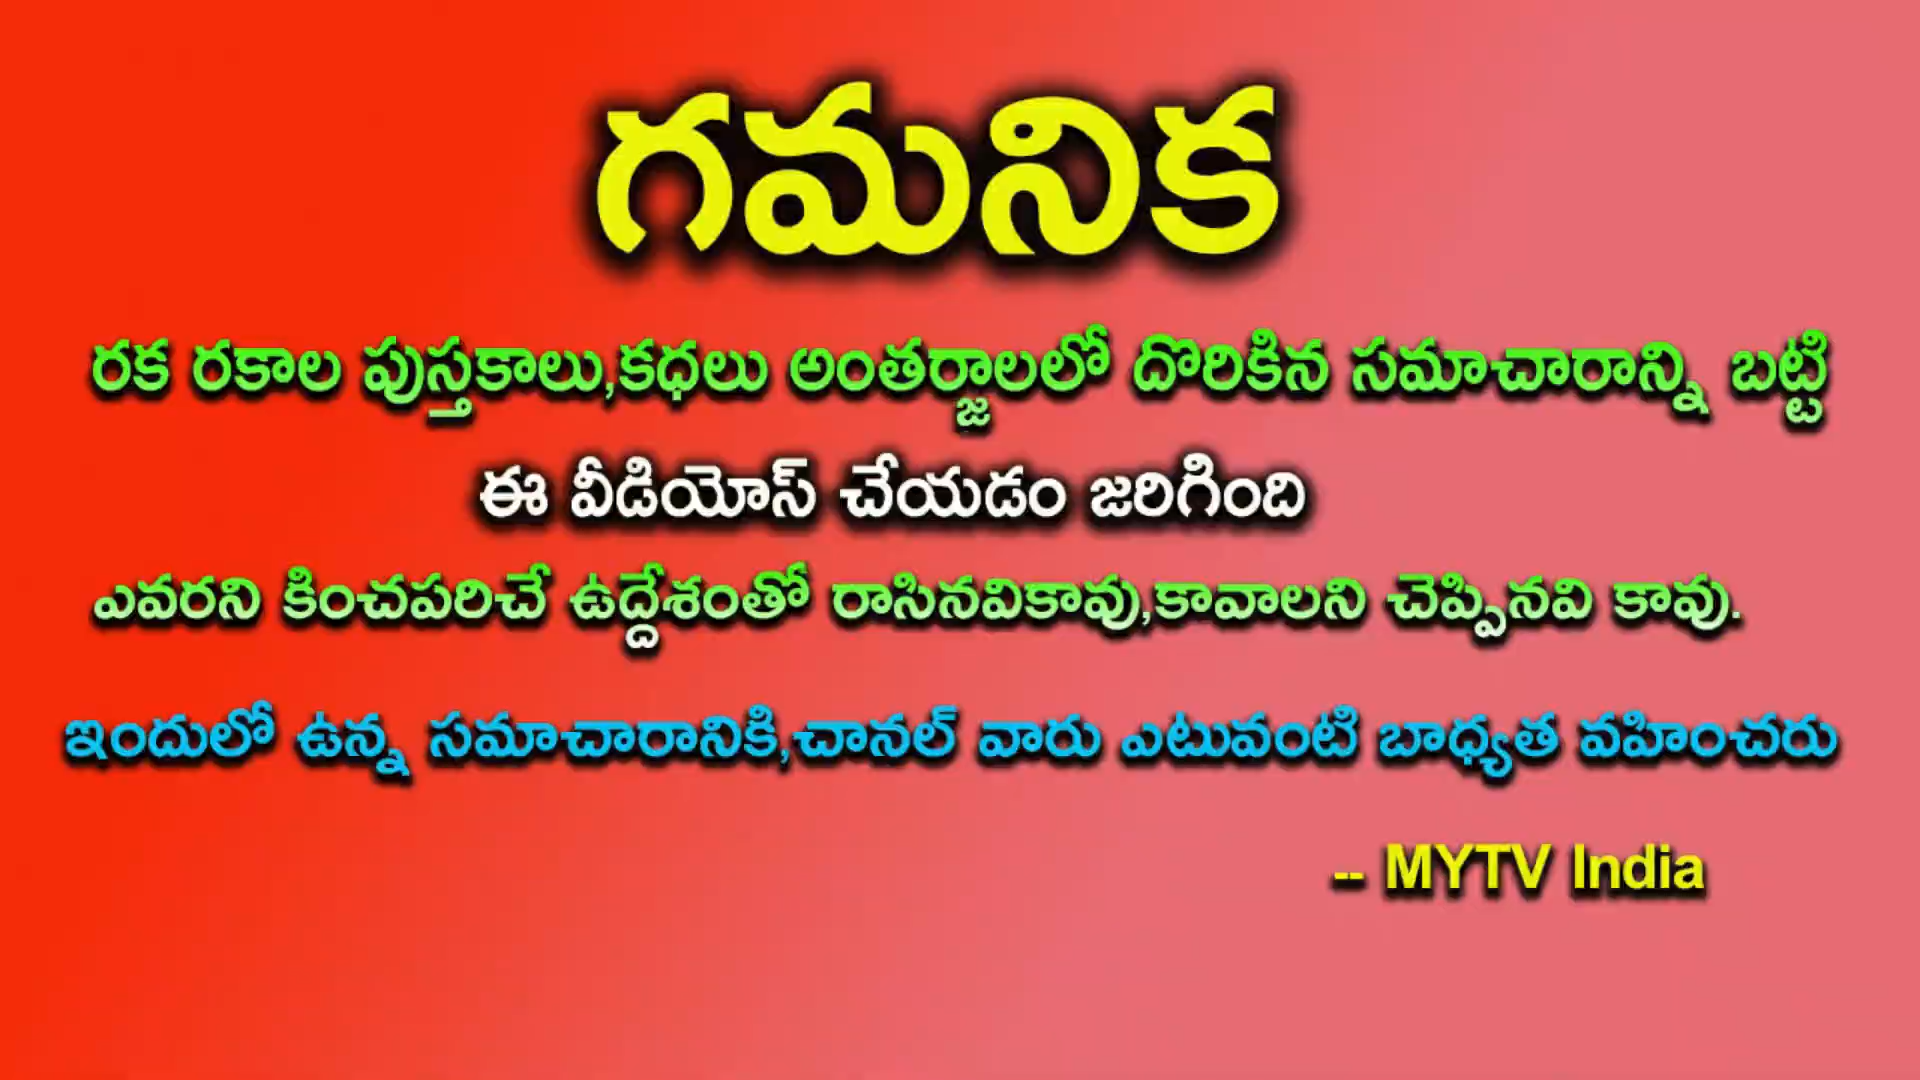 గమనిక
రక రకాల పుస్తకాలు,కధలు అంతర్జాలలో దొరికిన సమాచారాన్ని బట్టి
ఈ వీడియోస్ చేయడం జరిగింది
ఎవరని కించపరిచే ఉద్దేశంతో రాసినవికావు,కావాలని చెప్పినవి కావు.
ఇందులో ఉన్న సమాచారానికి,చానల్ వారు ఎటువంటి బాధ్యత వహించరు
-- MYTV India